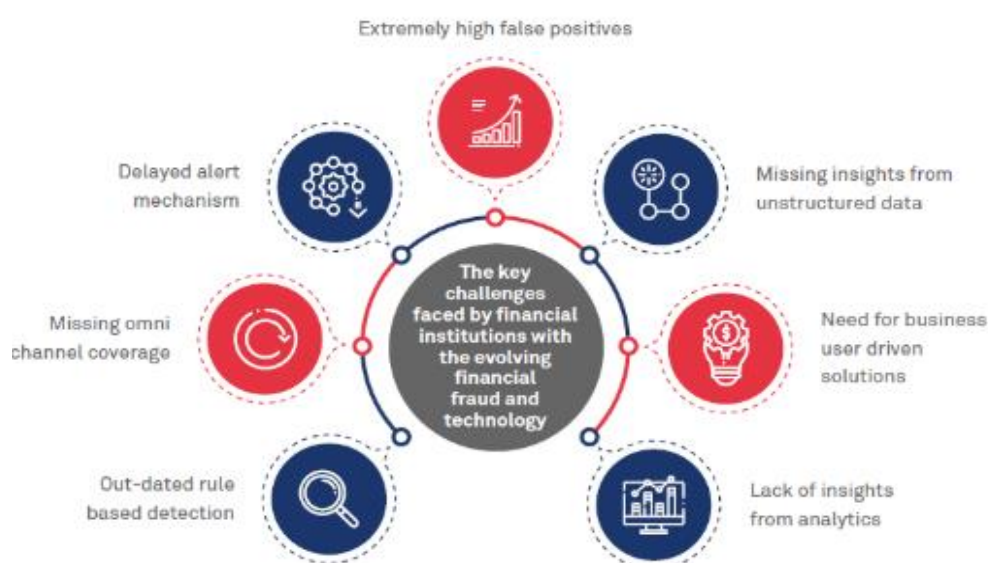 Extremely high false positives
Delayed alert
mechanism
Missing insights from
unstructured data
The key
challenges
faced by financial
institutions with
the evolving
financial
fraud and
technology
Missing omni
channel coverage
Need for business
user driven
solutions
Out-dated rule
based detection
Lack of insights
from analytics
$